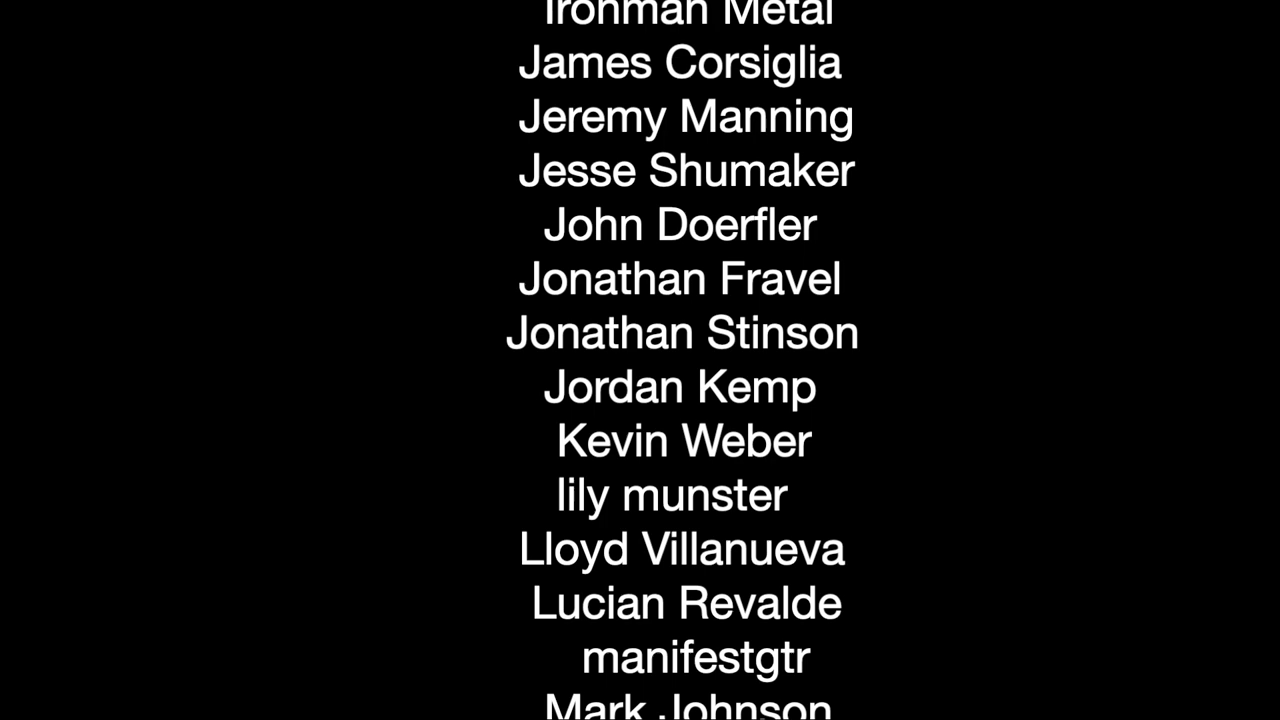 Ironman Metal
James Corsiglia
Jeremy Manning
Jesse Shumaker
John Doerfler
Jonathan Fravel
Jonathan Stinson
Jordan Kemp
Kevin Weber
lily munster
Lloyd Villanueva
Lucian Revalde
manifestgtr
Mark Johnson